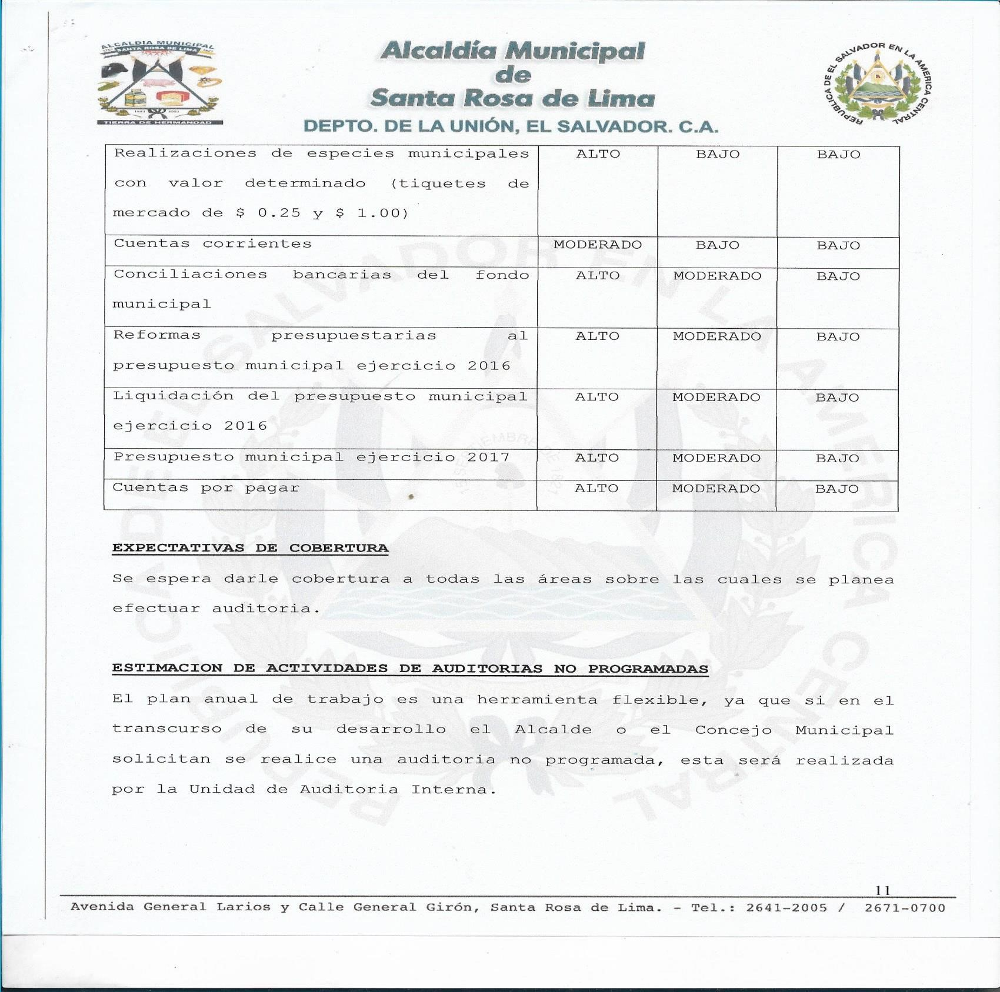 ALCALDIA MUNICIPAL
SANTA ROSA DE LIMA
TIERRA DE HERMANDAD
Alcaldía Municipal
de
Santa Rosa de Lima
DEPTO. DE LA UNIÓN, EL SALVADOR. C.A.
REPUBLICA DE EL SALVADOR EN LA AMERICA CENTRAL
Realizaciones de especies municipales ALTO BAJO BAJO
con valor determinado (tiquetes de
mercado de $ 0.25 y $ 1.00)
Cuentas corrientes MODERADO BAJO BAJO
Conciliaciones bancarias del fondo ALTO MODERADO BAJO
municipal
Reformas presupuestarias al ALTO MODERADO BAJO
presupuesto municipal ejercicio 2016
Liquidación del presupuesto municipal ALTO MODERADO BAJO
ejercicio 2016
Presupuesto municipal ejercicio 2017 ALTO MODERADO BAJO
Cuentas por pagar ALTO MODERADO BAJO
EXPECTATIVAS DE COBERTURA
Se espera darle cobertura a todas las áreas sobre las cuales se planea
efectuar auditoria.
ESTIMACION DE ACTIVIDADES DE AUDITORIAS NO PROGRAMADAS
El plan anual de trabajo es una herramienta flexible, ya que si en el
transcurso de su desarrollo el Alcalde o el Concejo Municipal
solicitan se realice una auditoria no programada, esta será realizada
por la Unidad de Auditoria Interna.
11
Avenida General Larios y Calle General Girón, Santa Rosa de Lima. - Tel.: 2641-2005 / 2671-0700
REPUBLICA DE EL SALVADOR EN LA AMERICA CENTRAL